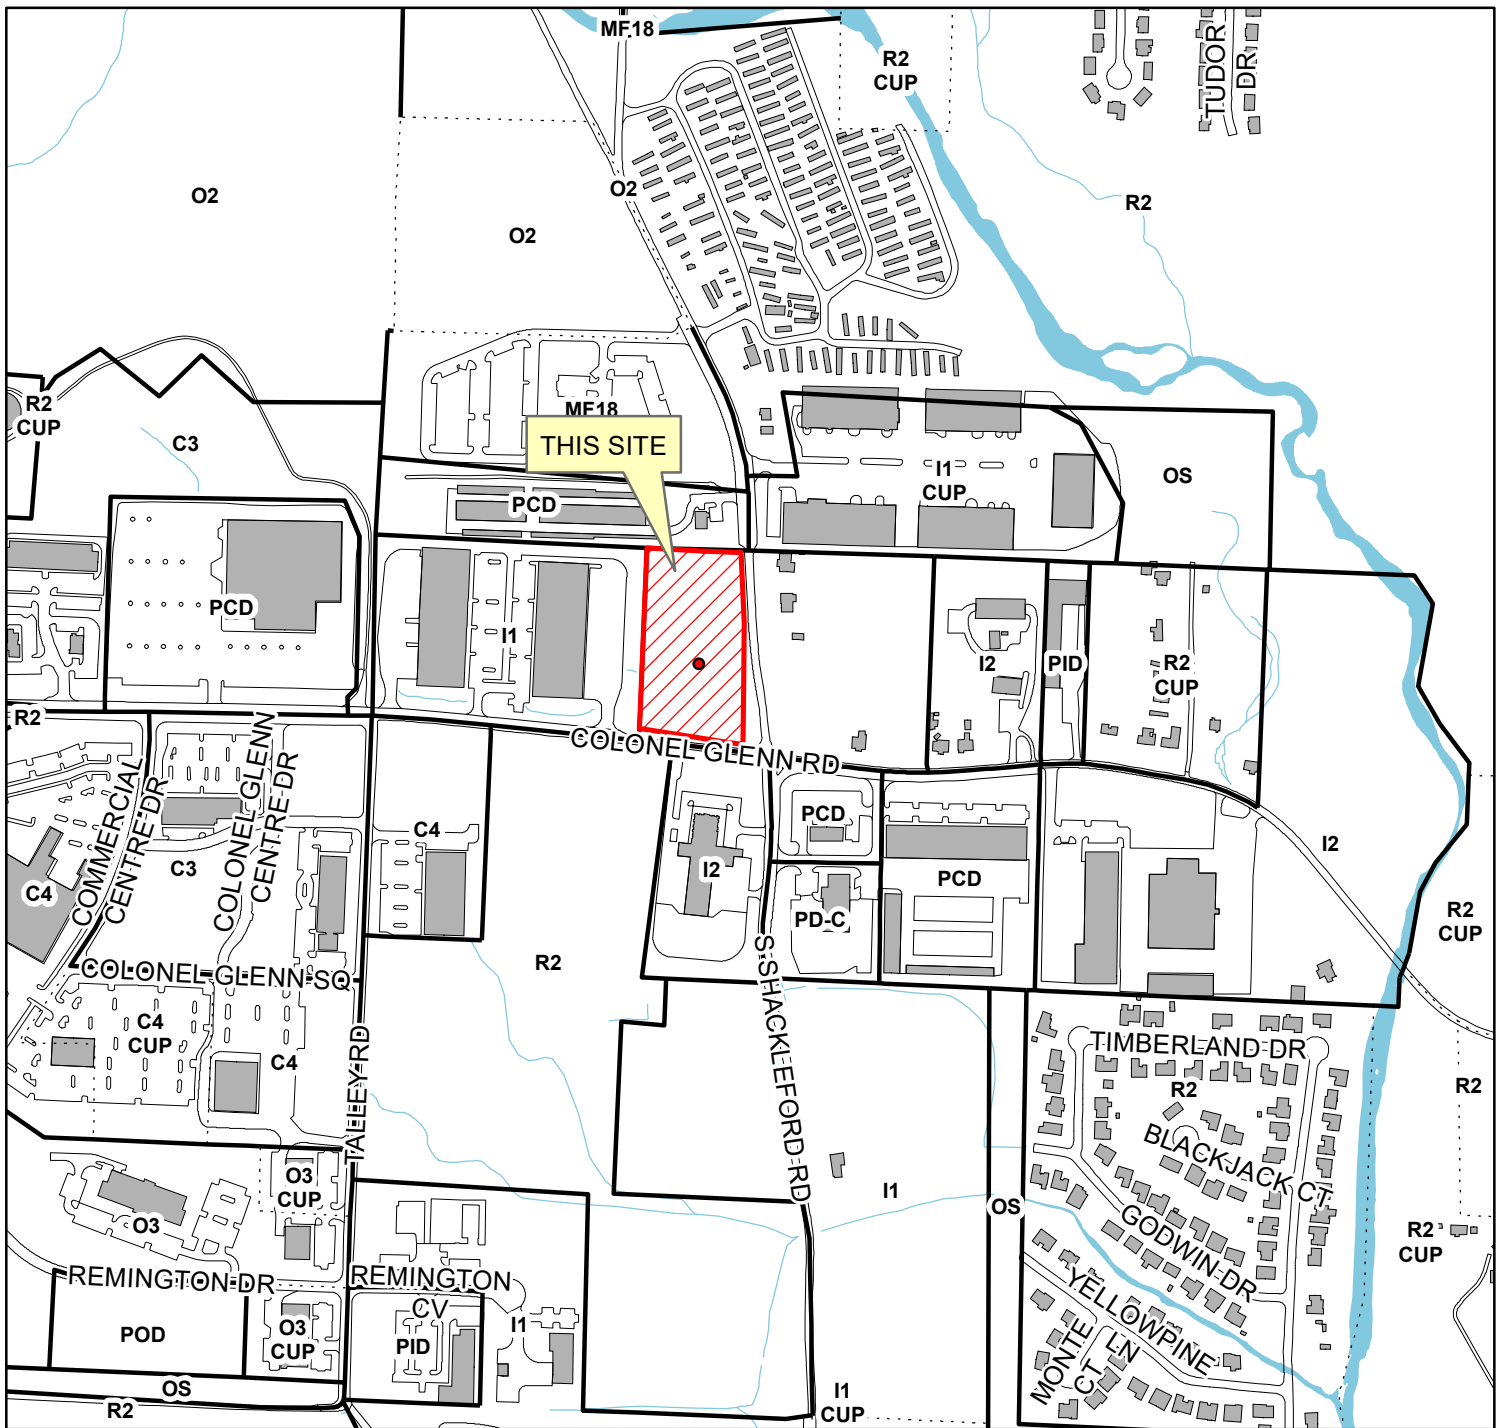 MF18
R2
CUP
TUDOR
DR
O2
O2
O2
R2
MF18
THIS SITE
R2
CUP
C3
I1
CUP
OS
PCD
PCD
I1
I2
PID
R2
CUP
R2
COLONEL GLENN RD
COMMERCIAL
CENTRE DR
COLONEL GLENN
CENTRE DR
C4
C3
C4
I2
PCD
PCD
PD-C
I2
R2
CUP
COLONEL GLENN SQ
R2
S SHACKLEFORD RD
C4
CUP
C4
TALLEY RD
TIMBERLAND DR
R2
R2
BLACKJACK CT
O3
CUP
O3
I1
OS
GODWIN DR
R2
CUP
REMINGTON DR
REMINGTON
CV
YELLOWPINE
LN
MONTE
CT
POD
O3
CUP
PID
I1
OS
R2
I1
CUP